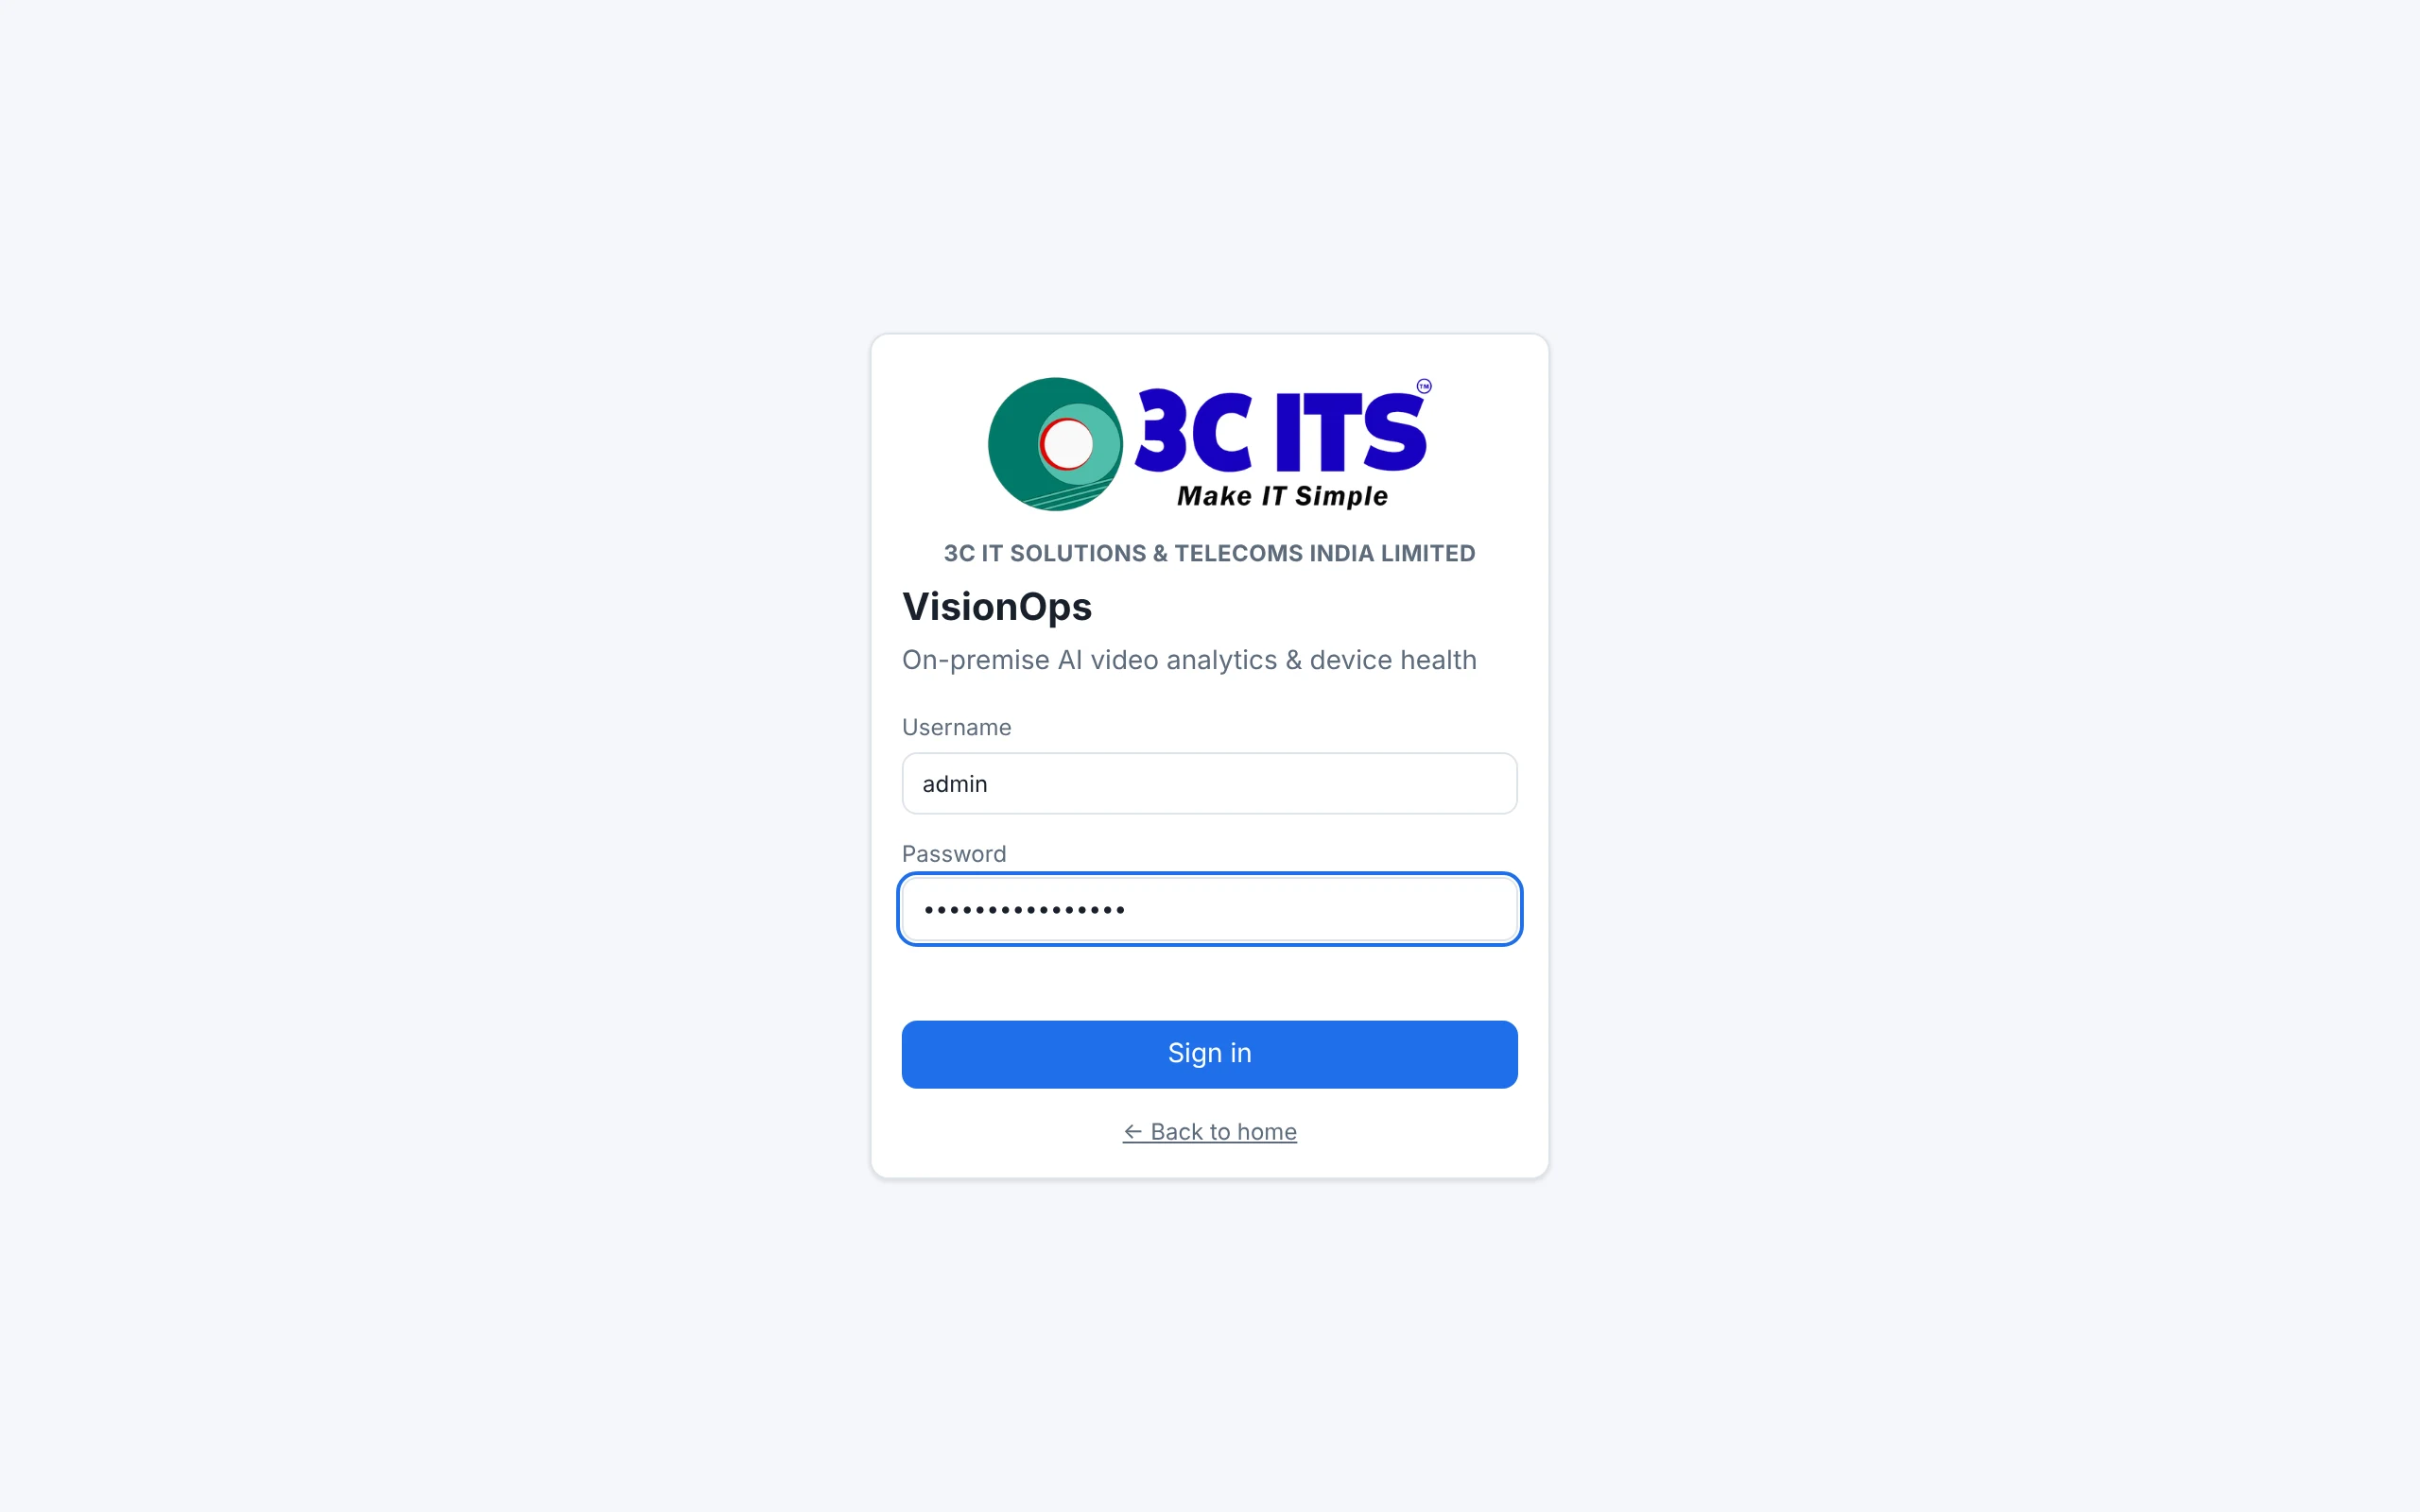 3C ITS
TM
Make IT Simple
3C IT SOLUTIONS & TELECOMS INDIA LIMITED
VisionOps
On-premise AI video analytics & device health
Username
admin
Password
••••••••••••••••
Sign in
← Back to home